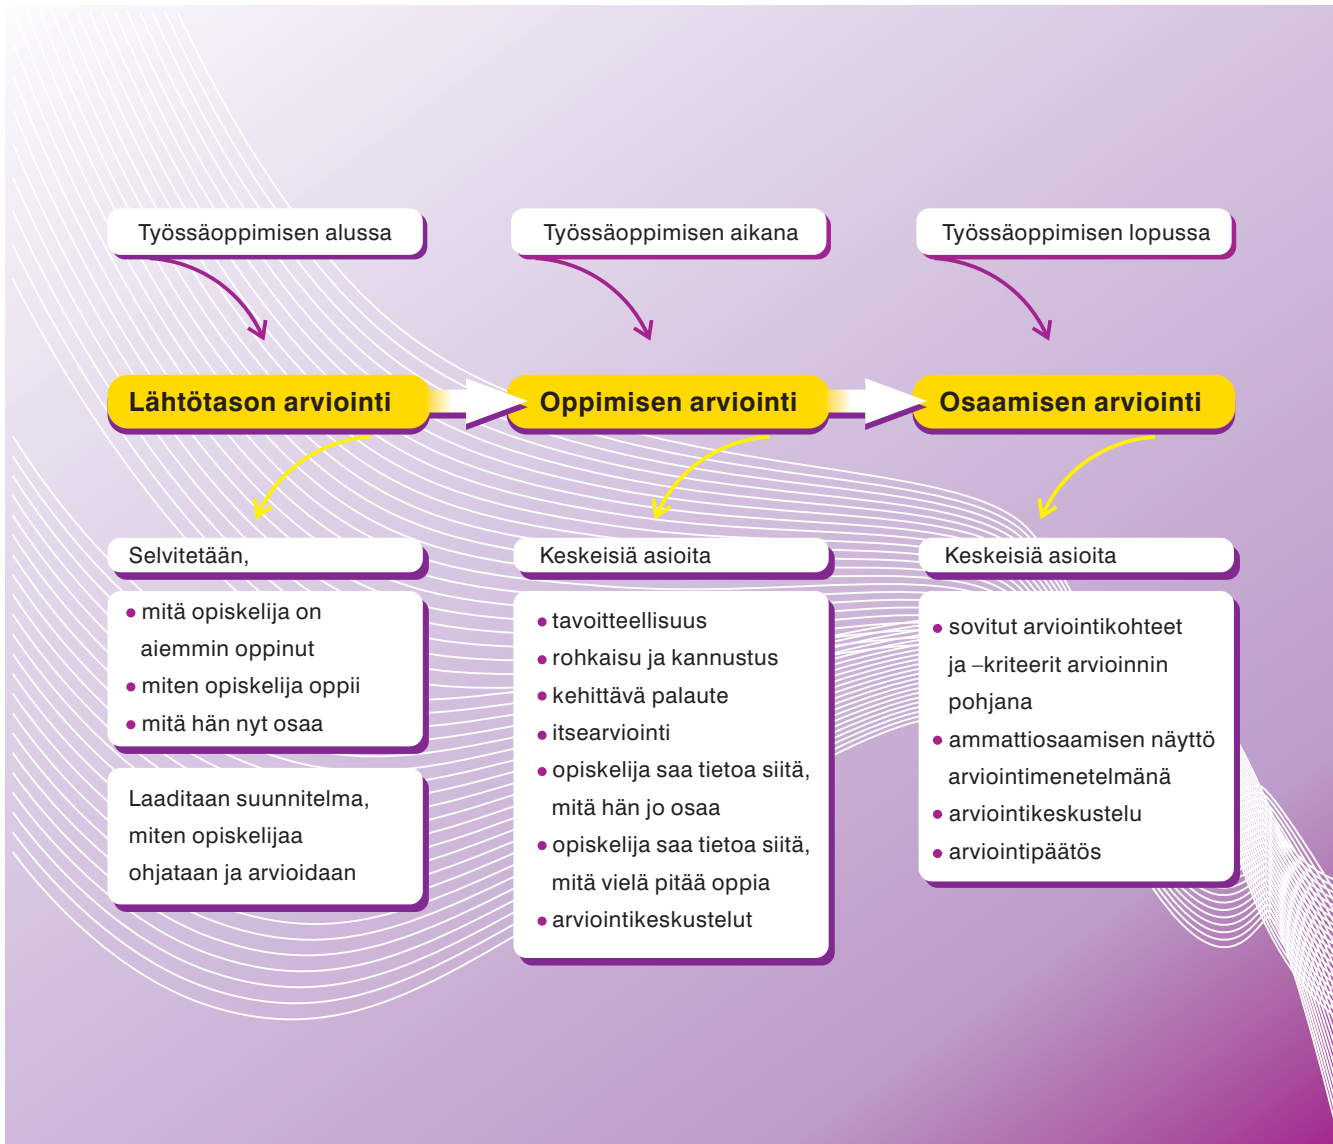 Työssäoppimisen alussa
Työssäoppimisen aikana
Työssäoppimisen lopussa
Lähtötason arviointi
Oppimisen arviointi
Osaamisen arviointi
Selvitetään,
• mitä opiskelija on
aiemmin oppinut
• miten opiskelija oppii
• mitä hän nyt osaa
Laaditaan suunnitelma,
miten opiskelijaa
ohjataan ja arvioidaan
Keskeisiä asioita
• tavoitteellisuus
• rohkaisu ja kannustus
• kehittävä palaute
• itsearviointi
• opiskelija saa tietoa siitä,
mitä hän jo osaa
• opiskelija saa tietoa siitä,
mitä vielä pitää oppia
• arviointikeskustelut
Keskeisiä asioita
• sovitut arviointikohteet
ja –kriteerit arvioinnin
pohjana
• ammattiosaamisen näyttö
arviointimenetelmänä
• arviointikeskustelu
• arviointipäätös